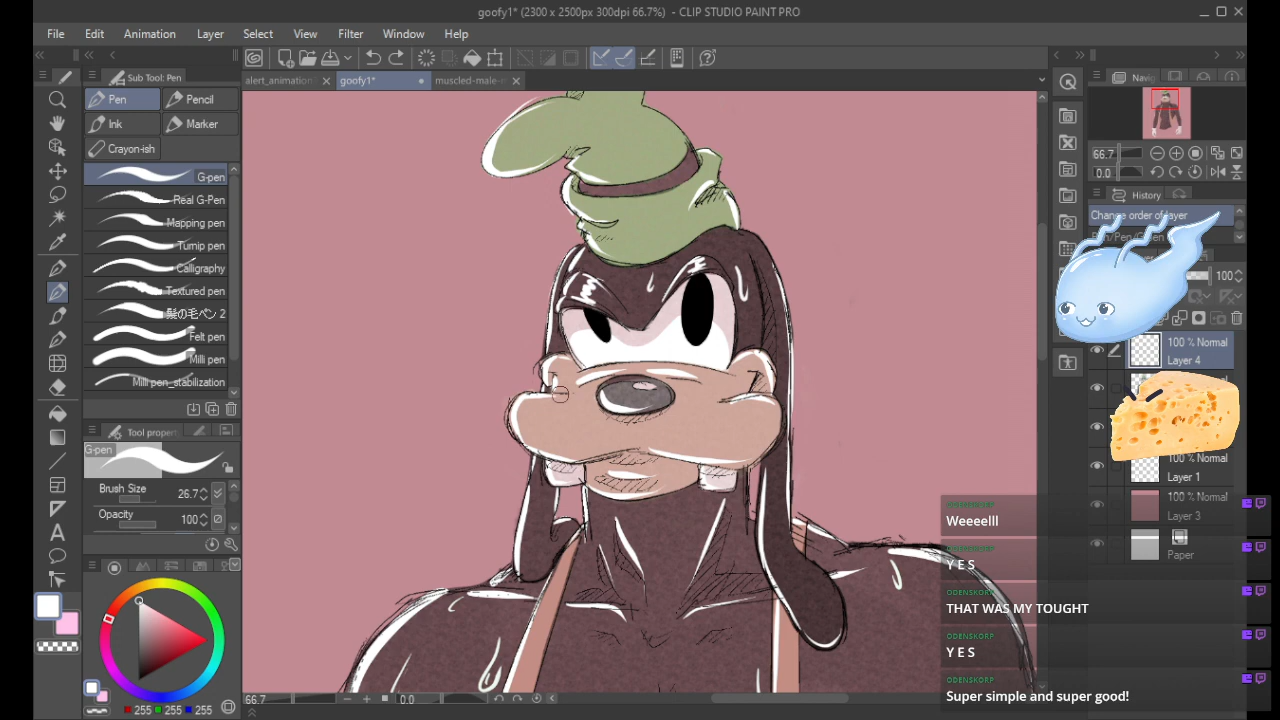 goofy1* (2300 x 2500px 300dpi 66.7%) - CLIP STUDIO PAINT PRO
File Edit Animation Layer Select View Filter Window Help
Sub Tool: Pen
alert_animation
goofy1*
muscled-male-
Pen
Pencil
Ink
Marker
Crayon-ish
G-pen
Real G-Pen
Mapping pen
Turnip pen
Calligraphy
Textured pen
髪の毛ペン 2
Felt pen
Milli pen
Milli pen_stabilization
Tool propert
G-pen
Brush Size 26.7
Opacity 100
255 255 255
66.7
0.0
Navig
66.7
0.0
History
Change order of layer
100
100 % Normal
Layer 4
100 % Normal
Layer 1
100 % Normal
Layer 3
Paper
ODENSKORP
Weeeelll
ODENSKORP
Y E S
ODENSKORP
THAT WAS MY TOUGHT
ODENSKORP
Y E S
ODENSKORP
Super simple and super good!